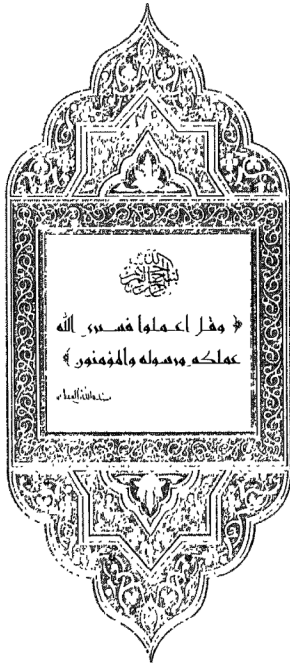 بسم الله الرحمن الرحيم
﴿ وقل اعملوا فسيرى الله
عملكم ورسوله والمؤمنون ﴾
صدق الله العظيم